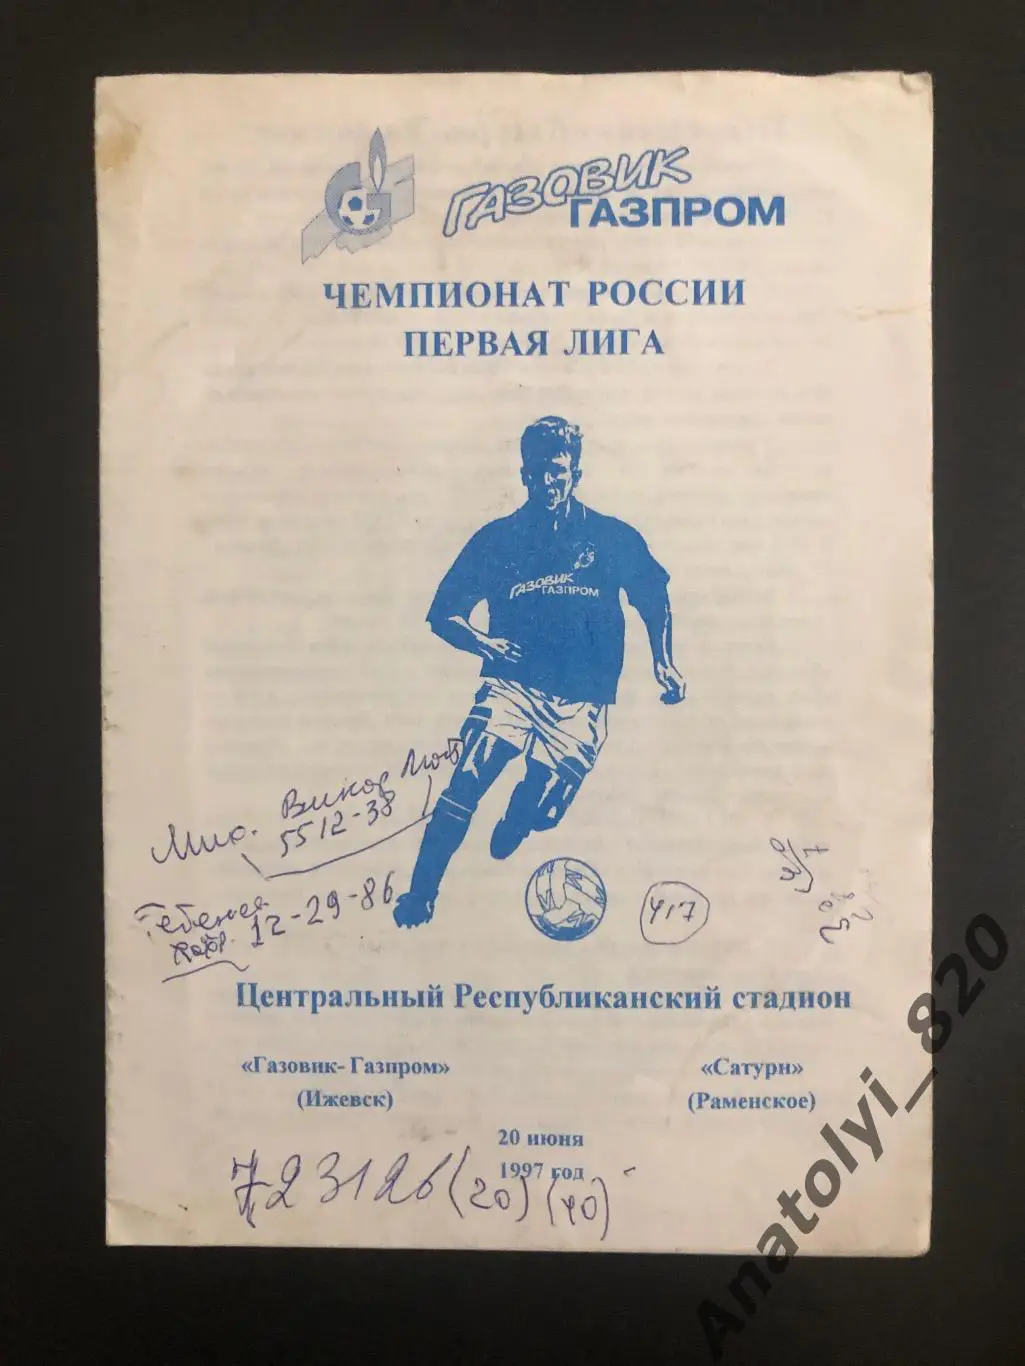 ГАЗОВИК
ГАЗПРОМ
ЧЕМПИОНАТ РОССИИ
ПЕРВАЯ ЛИГА
ГАЗОВИК
ГАЗПРОМ
5512-38
12-29-86
417
Центральный Республиканский стадион
«Газовик-Газпром» «Сатурн»
(Ижевск) (Раменское)
20 июня
1997 год
723126 (20) (40)
Anatolyi_820